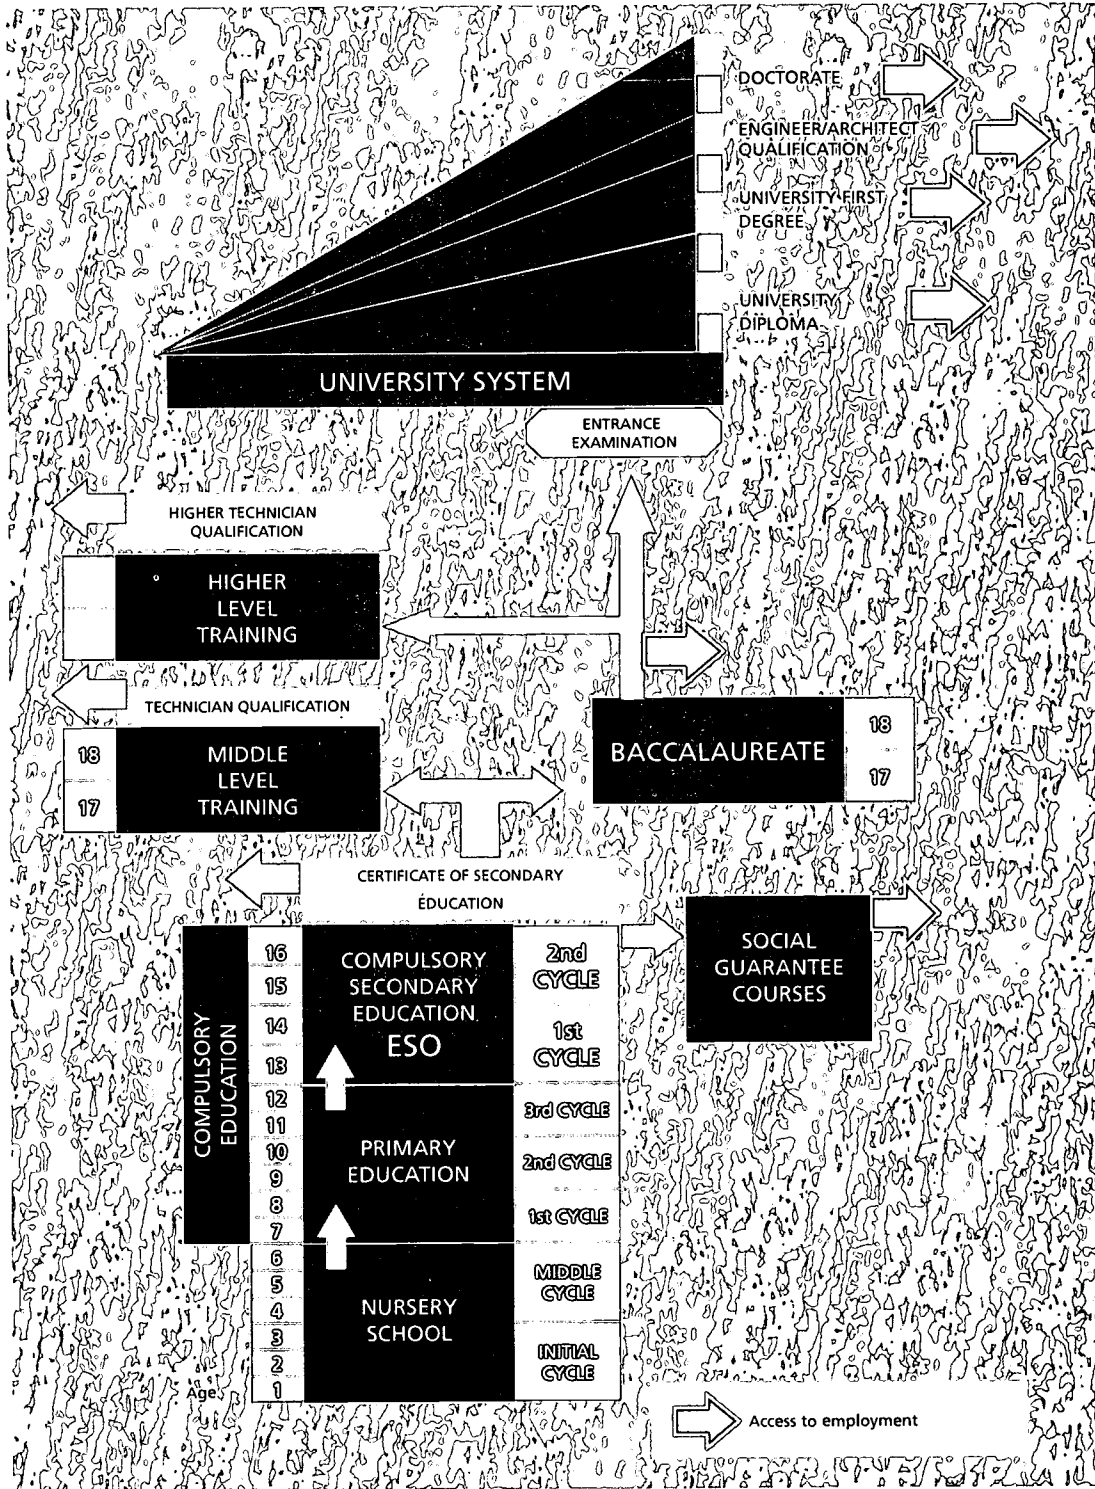 DOCTORATE
ENGINEER/ARCHITECT
QUALIFICATION
UNIVERSITY FIRST
DEGREE
UNIVERSITY
DIPLOMA
UNIVERSITY SYSTEM
ENTRANCE
EXAMINATION
HIGHER TECHNICIAN
QUALIFICATION
HIGHER
LEVEL
TRAINING
TECHNICIAN QUALIFICATION
18
17
MIDDLE
LEVEL
TRAINING
BACCALAUREATE
18
17
CERTIFICATE OF SECONDARY
EDUCATION
COMPULSORY
EDUCATION
16
15
14
13
12
11
10
9
8
7
6
5
4
3
2
1
Age
COMPULSORY
SECONDARY
EDUCATION
ESO
PRIMARY
EDUCATION
NURSERY
SCHOOL
2nd
CYCLE
1st
CYCLE
3rd CYCLE
2nd CYCLE
1st CYCLE
MIDDLE
CYCLE
INITIAL
CYCLE
SOCIAL
GUARANTEE
COURSES
Access to employment